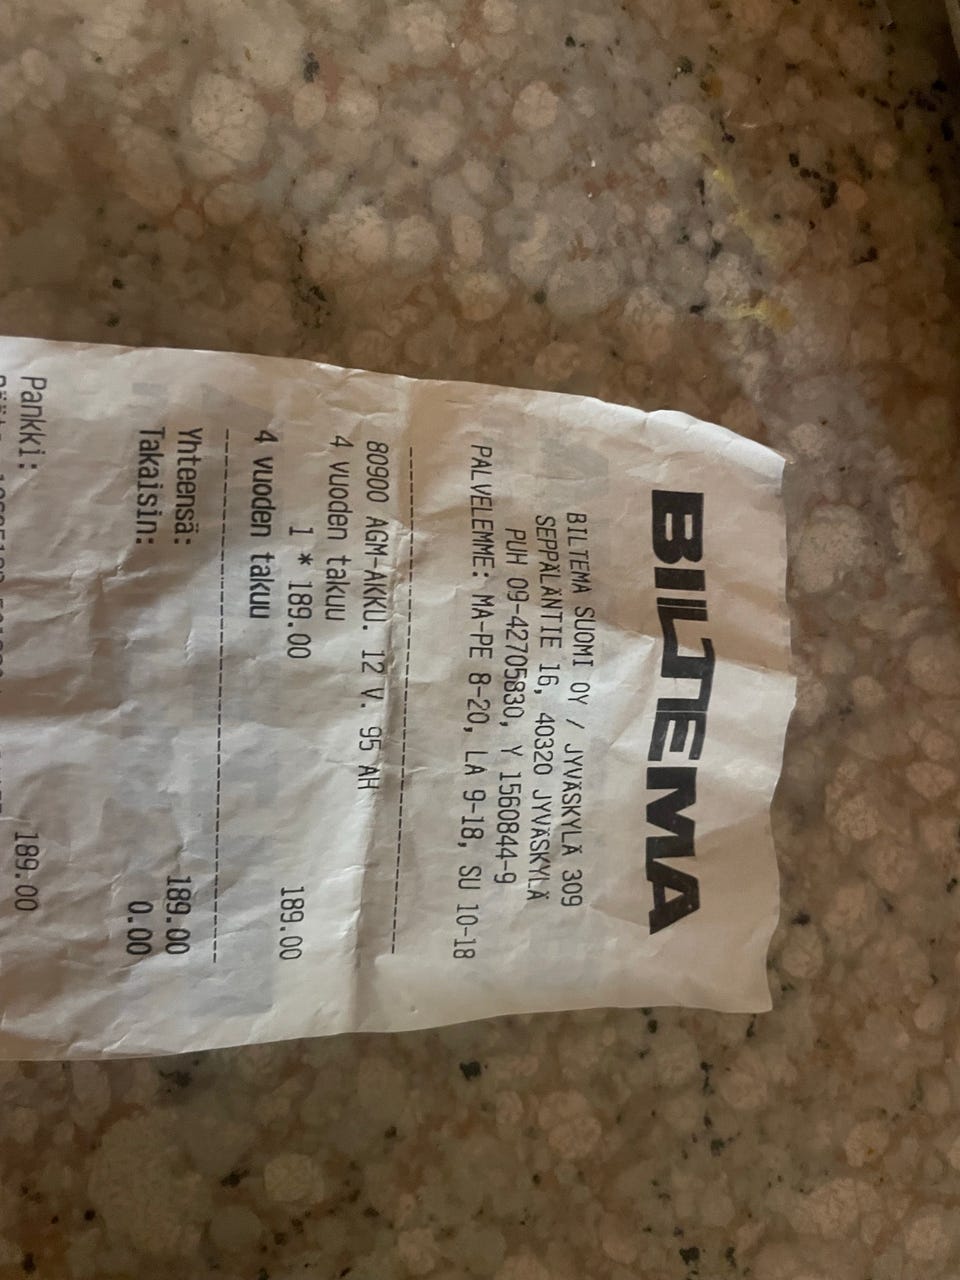 BILTEMA
BILTEMA SUOMI OY / JYVÄSKYLÄ 309
SEPPÄLÄNTIE 16, 40320 JYVÄSKYLÄ
PUH 09-42705830, Y 1560844-9
PALVELEMME: MA-PE 8-20, LA 9-18, SU 10-18
80900 AGM-AKKU. 12 V. 95 AH
4 vuoden takuu
1 * 189.00 189.00
4 vuoden takuu
Yhteensä: 189.00
Takaisin: 0.00
Pankki: 189.00